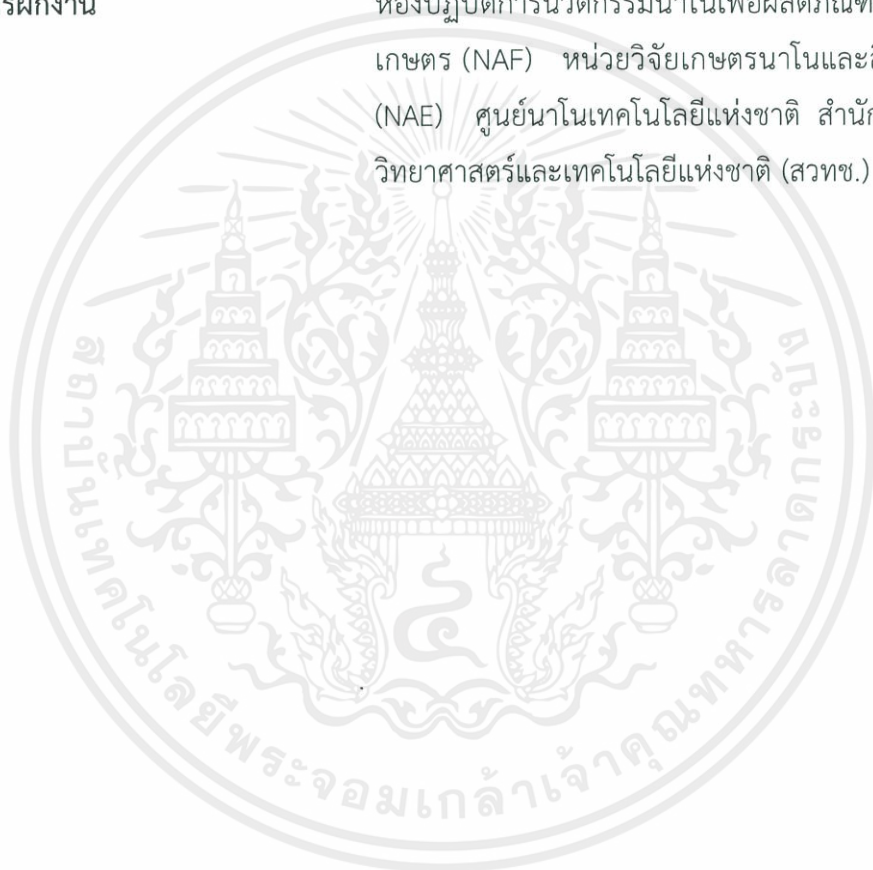 รฝึกงาน
ห้องปฏิบัติการนวัตกรรมนาโนเพื่อผลิตภัณฑ์
เกษตร (NAF) หน่วยวิจัยเกษตรนาโนและสิ
(NAE) ศูนย์นาโนเทคโนโลยีแห่งชาติ สำนัก
วิทยาศาสตร์และเทคโนโลยีแห่งชาติ (สวทช.)
สถาบันเทคโนโลยีพระจอมเกล้าเจ้าคุณทหารลาดกระบัง